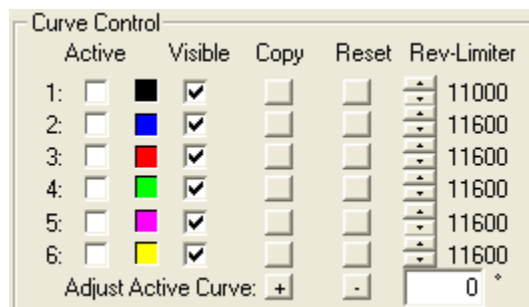 Curve Control
Active Visible Copy Reset Rev-Limiter
1: 11000
2: 11600
3: 11600
4: 11600
5: 11600
6: 11600
Adjust Active Curve: + - 0 °